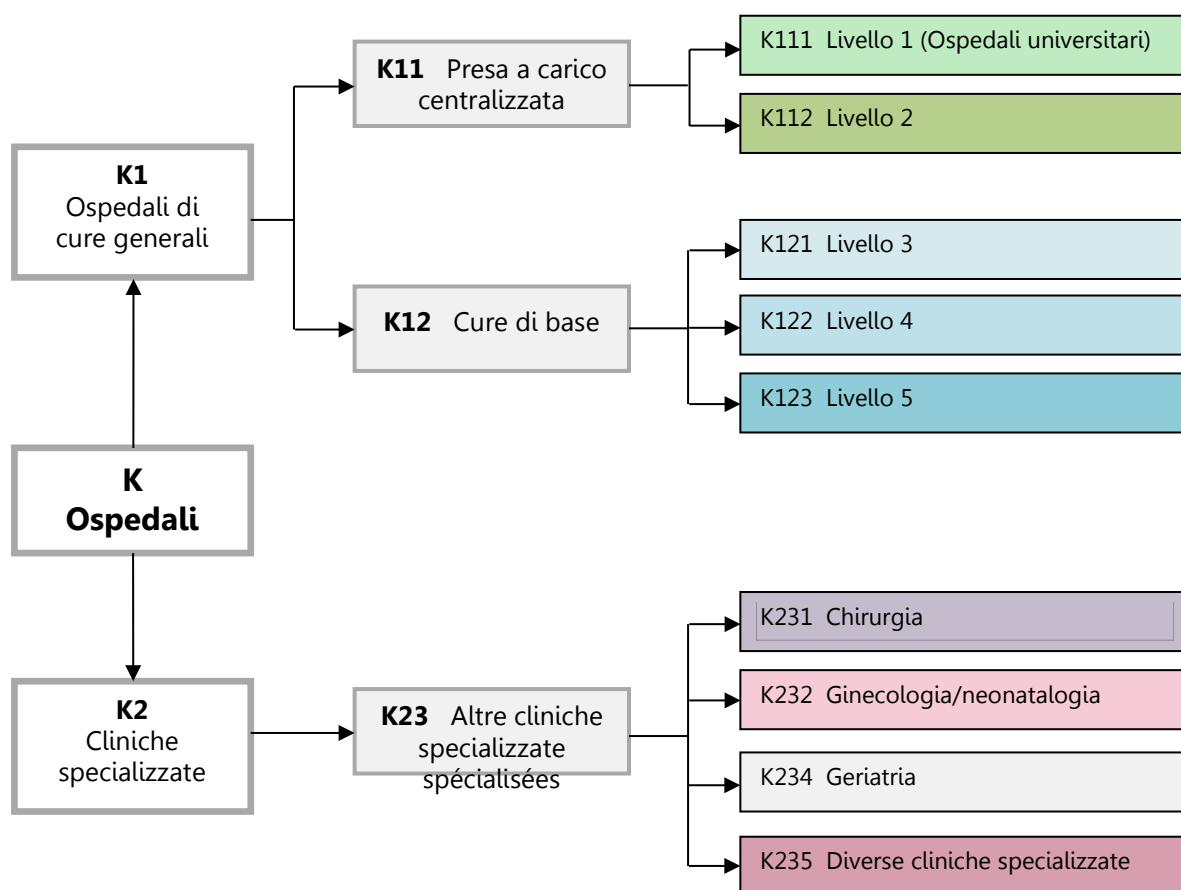 K111 Livello 1 (Ospedali universitari)
K11 Presa a carico
centralizzata
K112 Livello 2
K1
Ospedali di
cure generali
K121 Livello 3
K12 Cure di base
K122 Livello 4
K123 Livello 5
K
Ospedali
K231 Chirurgia
K232 Ginecologia/neonatalogia
K2
Cliniche
specializzate
K23 Altre cliniche
specializzate
spécialisées
K234 Geriatria
K235 Diverse cliniche specializzate